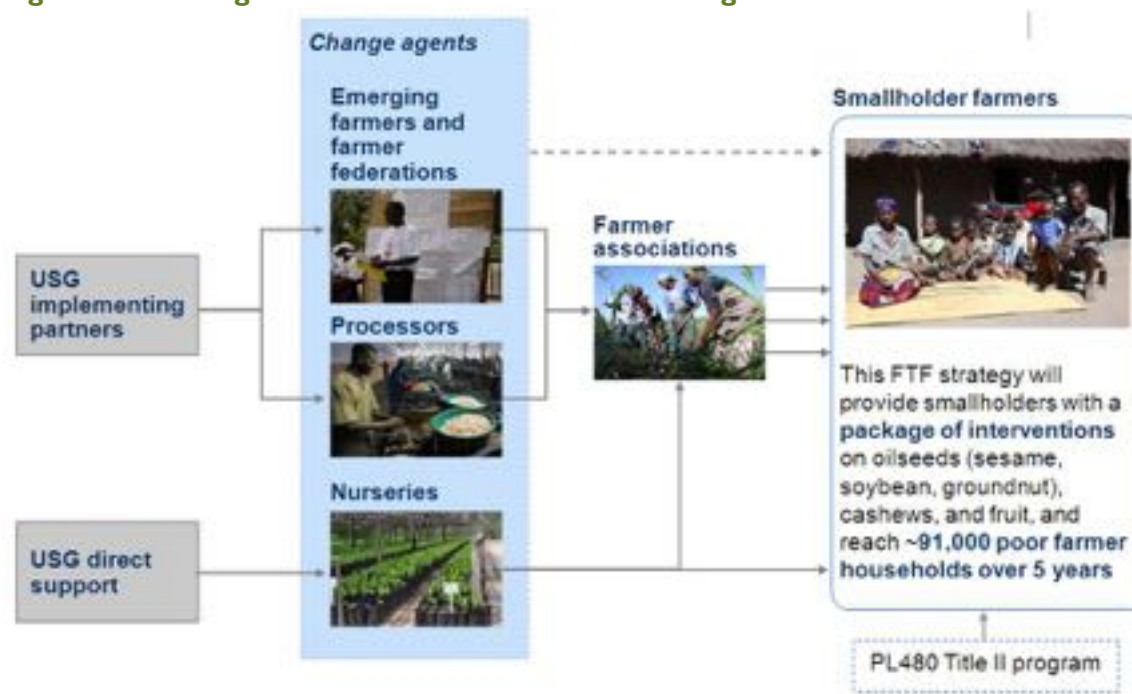 Change agents
Emerging
farmers and
farmer
federations
Smallholder farmers
Farmer
associations
USG
implementing
partners
Processors
This FTF strategy will
provide smallholders with a
package of interventions
on oilseeds (sesame,
soybean, groundnut),
cashews, and fruit, and
reach ~91,000 poor farmer
households over 5 years
Nurseries
USG direct
support
PL480 Title II program